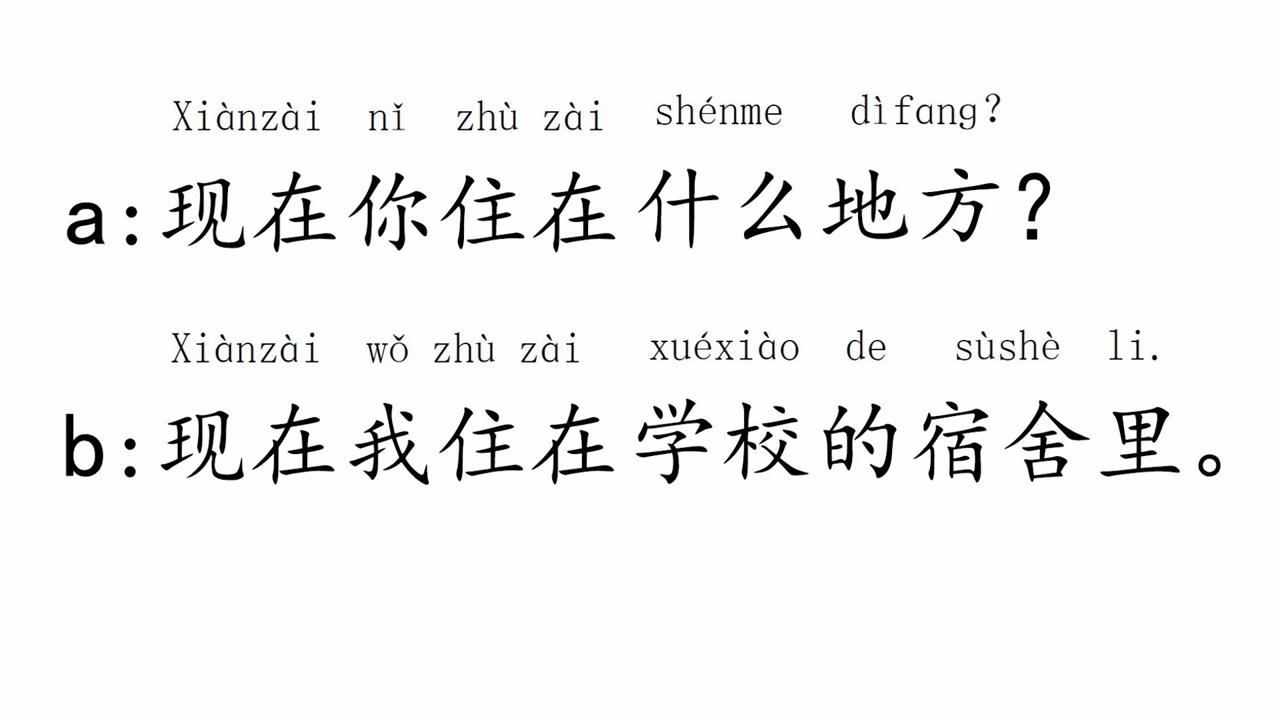 Xiànzài nǐ zhù zài shénme dìfang?
a:现在你住在什么地方?
Xiànzài wǒ zhù zài xuéxiào de sùshè li.
b:现在我住在学校的宿舍里。